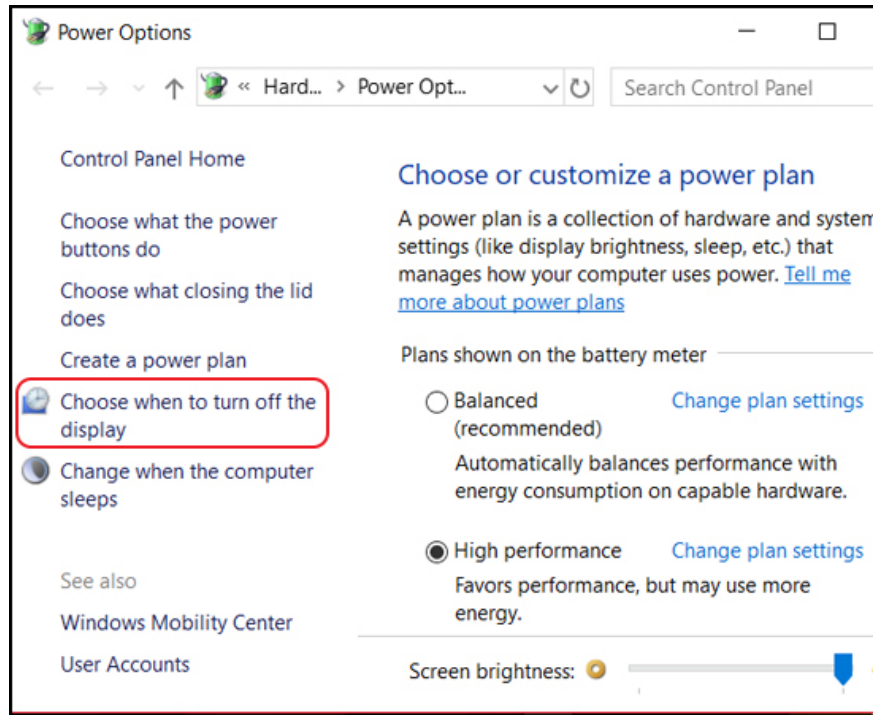 Power Options
« Hard... > Power Opt...
Search Control Panel
Control Panel Home
Choose what the power
buttons do
Choose what closing the lid
does
Create a power plan
Choose when to turn off the
display
Change when the computer
sleeps
See also
Windows Mobility Center
User Accounts
Choose or customize a power plan
A power plan is a collection of hardware and system
settings (like display brightness, sleep, etc.) that
manages how your computer uses power. Tell me
more about power plans
Plans shown on the battery meter
Balanced Change plan settings
(recommended)
Automatically balances performance with
energy consumption on capable hardware.
High performance Change plan settings
Favors performance, but may use more
energy.
Screen brightness: